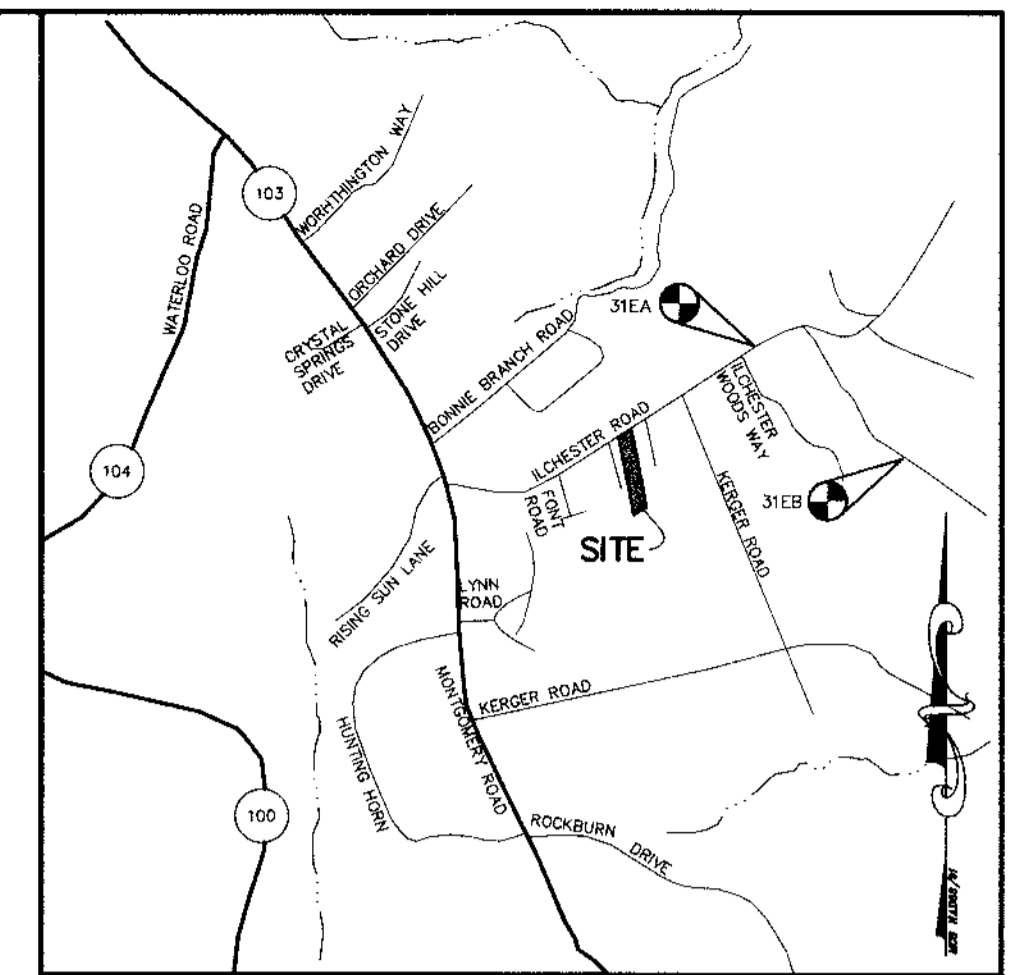 WORHTHINGTON WAY
103
WATERLOO ROAD
ORCHARD DRIVE
STONE HILL
DRIVE
CRYSTAL
SPRINGS
DRIVE
31EA
BONNIE BRANCH ROAD
ILCHESTER
WOODS WAY
ILCHESTER ROAD
104
KERGER ROAD
31EB
FONT
ROAD
SITE
RISING SUN LANE
LYNN
ROAD
MONTGOMERY ROAD
KERGER ROAD
HUNTING HORN
100
ROCKBURN
DRIVE